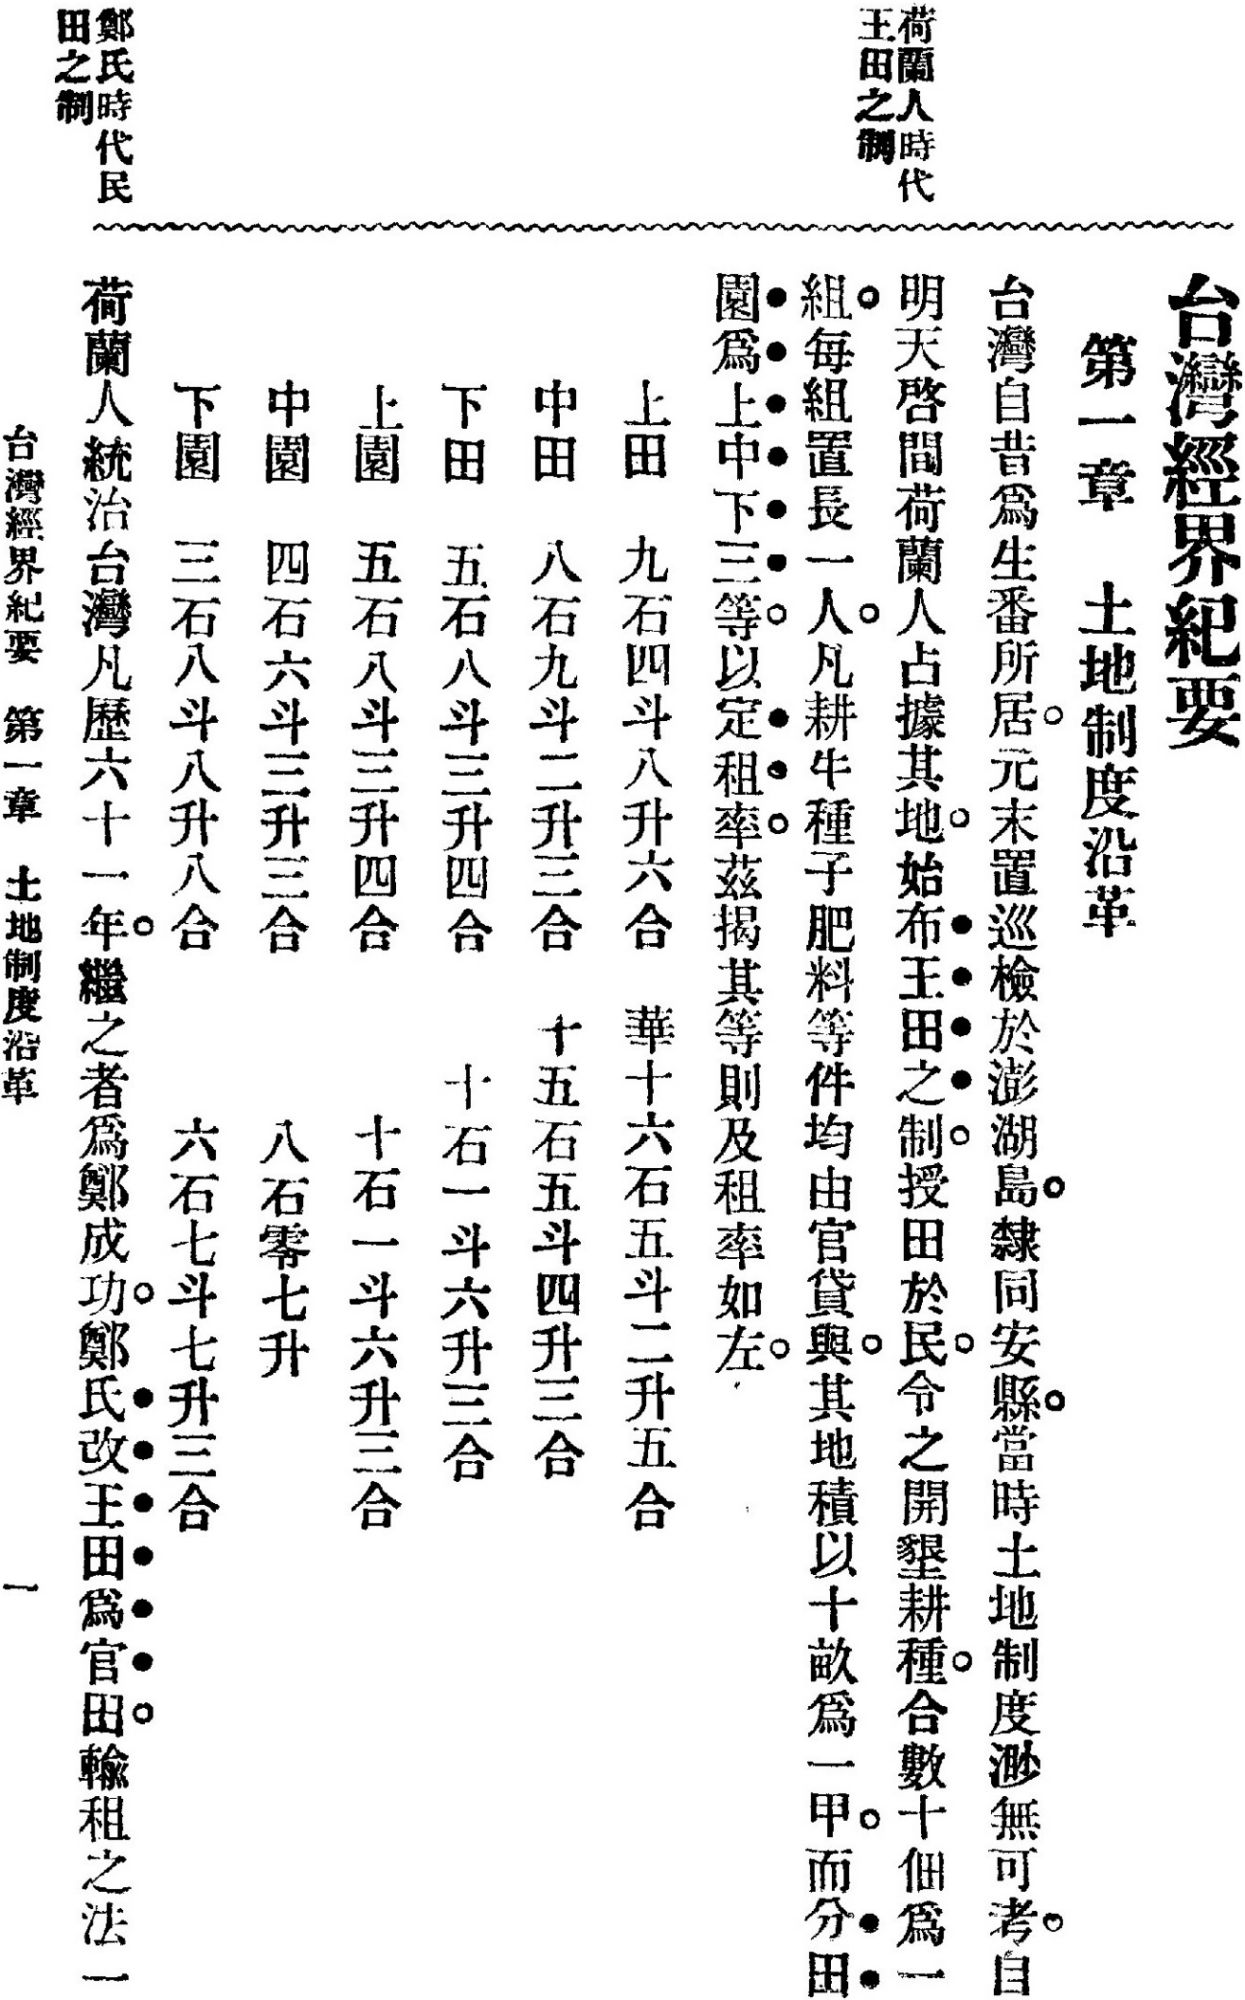 荷蘭人時代
王田之制
鄭氏時代民
田之制
台灣經界紀要
第一章　土地制度沿革
台灣自昔爲生番所居。元末置巡檢於澎湖島。隸同安縣。當時土地制度渺無可考。自
明天啓間荷蘭人占據其地。始布王田之制。授田於民。令之開墾耕種。合數十佃爲一
組。每組置長一人。凡耕牛種子肥料等件均由官貸與。其地積以十畝爲一甲。而分田
園爲上中下三等。以定租率。茲揭其等則及租率如左。
上田　九石四斗八升六合　華十六石五斗二升五合
中田　八石九斗二升三合　十五石五斗四升三合
下田　五石八斗三升四合　十石一斗六升三合
上園　五石八斗三升四合　十石一斗六升三合
中園　四石六斗三升三合　八石零七升
下園　三石八斗八升八合　六石七斗七升三合
荷蘭人統治台灣凡歷六十一年。繼之者爲鄭成功。鄭氏改王田爲官田。輸租之法一
台灣經界紀要　第一章　土地制度沿革　一